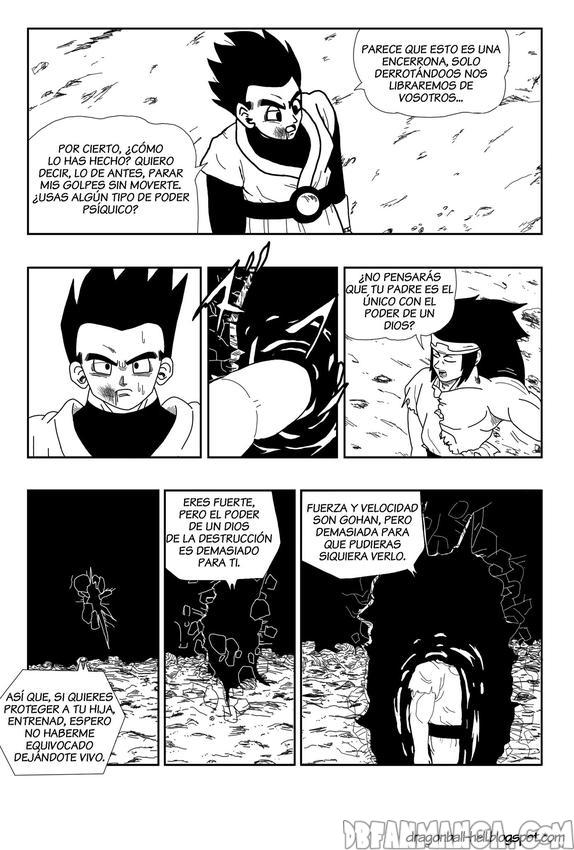 PARECE QUE ESTO ES UNA
ENCERRONA, SOLO
DERROTÁNDOOS NOS
LIBRAREMOS DE
VOSOTROS...
POR CIERTO, ¿CÓMO
LO HAS HECHO? QUIERO
DECIR, LO DE ANTES, PARAR
MIS GOLPES SIN MOVERTE.
¿USAS ALGÚN TIPO DE PODER
PSÍQUICO?
¿NO PENSARÁS
QUE TU PADRE ES EL
ÚNICO CON EL
PODER DE UN
DIOS?
ERES FUERTE,
PERO EL PODER
DE UN DIOS
DE LA DESTRUCCIÓN
ES DEMASIADO
PARA TI.
FUERZA Y VELOCIDAD
SON GOHAN, PERO
DEMASIADA PARA
QUE PUDIERAS
SIQUIERA VERLO.
ASÍ QUE, SI QUIERES
PROTEGER A TU HIJA,
ENTRENAD, ESPERO
NO HABERME
EQUIVOCADO
DEJÁNDOTE VIVO.
DBFANMANGA.COM
dragonball-hell.blogspot.com